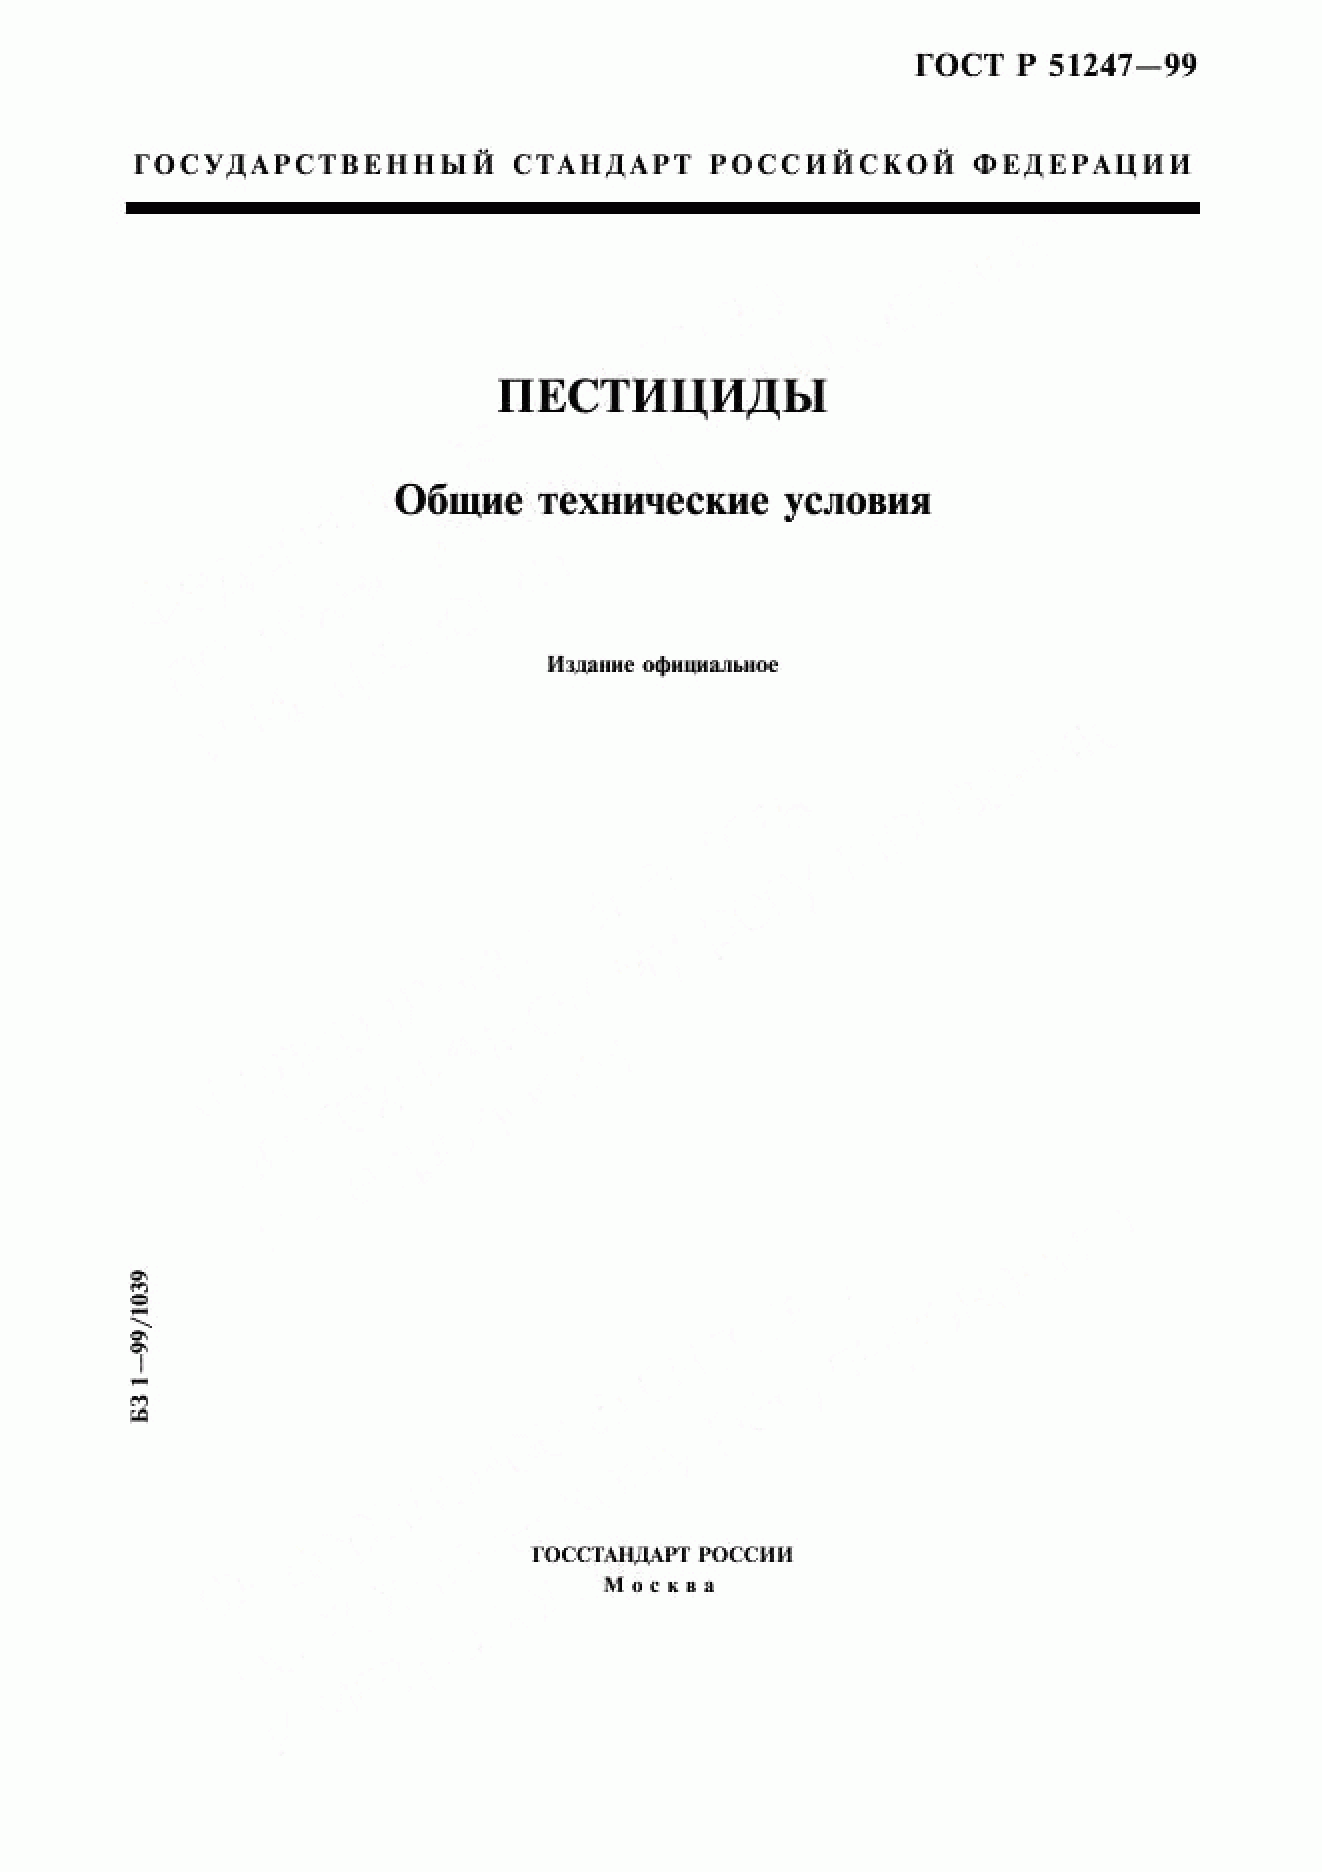 ГОСТ Р 51247—99
ГОСУДАРСТВЕННЫЙ СТАНДАРТ РОССИЙСКОЙ ФЕДЕРАЦИИ
ПЕСТИЦИДЫ
Общие технические условия
Издание официальное
БЗ 1—99/1039
ГОССТАНДАРТ РОССИИ
Москва